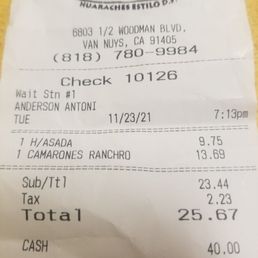 HUARACHES ESTILO D.F.
6803 1/2 WOODMAN BLVD,
VAN NUYS, CA 91405
(818) 780-9984
Check 10126
Wait Stn #1
ANDERSON ANTONI
TUE 11/23/21 7:13pm
1 H/ASADA 9.75
1 CAMARONES RANCHRO 13.69
Sub/Ttl 23.44
Tax 2.23
Total 25.67
CASH 40.00